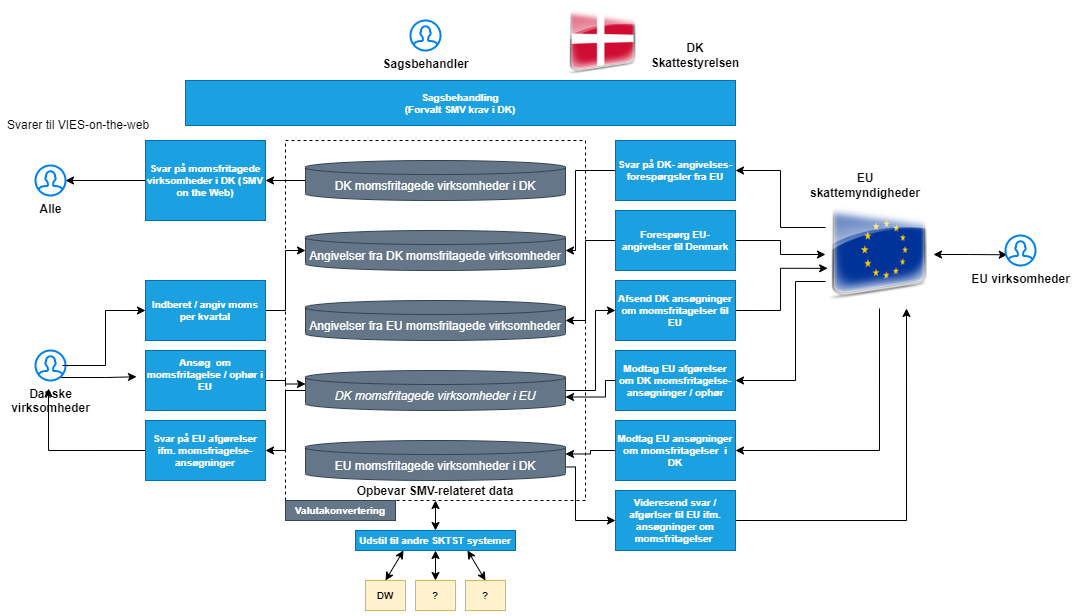 Sagsbehandler
DK
Skattestyrelsen
Sagsbehandling
(Forvalt SMV krav i DK)
Svarer til VIES-on-the-web
Alle
Svar på momsfritagede
virksomheder i DK (SMV
on the Web)
DK momsfritagede virksomheder i DK
Svar på DK- angivelses-
forespørgsler fra EU
EU
skattemyndigheder
Angivelser fra DK momsfritagede virksomheder
Forespørg EU-
angivelser til Denmark
EU virksomheder
Indberet / angiv moms
per kvartal
Angivelser fra EU momsfritagede virksomheder
Afsend DK ansøgninger
om momsfritagelser til
EU
Danske
virksomheder
Ansøg om
momsfritagelse / ophør i
EU
DK momsfritagede virksomheder i EU
Modtag EU afgørelser
om DK momsfritagelse-
ansøgninger / ophør
Svar på EU afgørelser
ifm. momsfriagelse-
ansøgninger
EU momsfritagede virksomheder i DK
Modtag EU ansøgninger
om momsfritagelser i
DK
Opbevar SMV-relateret data
Valutakonvertering
Videresend svar /
afgørlser til EU ifm.
ansøgninger om
momsfritagelser
Udstil til andre SKTST systemer
DW
?
?